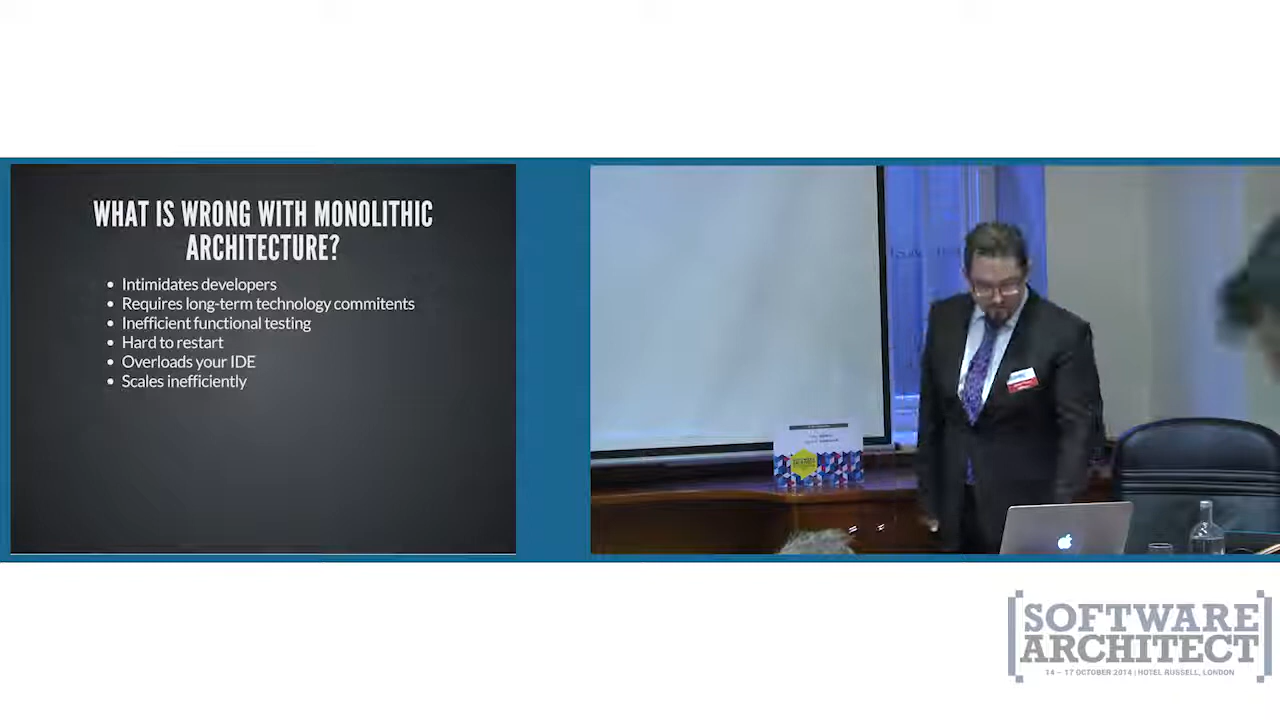 WHAT IS WRONG WITH MONOLITHIC
ARCHITECTURE?
• Intimidates developers
• Requires long-term technology commitents
• Inefficient functional testing
• Hard to restart
• Overloads your IDE
• Scales inefficiently
[SOFTWARE
ARCHITECT]
14 – 17 OCTOBER 2014 | HOTEL RUSSELL, LONDON